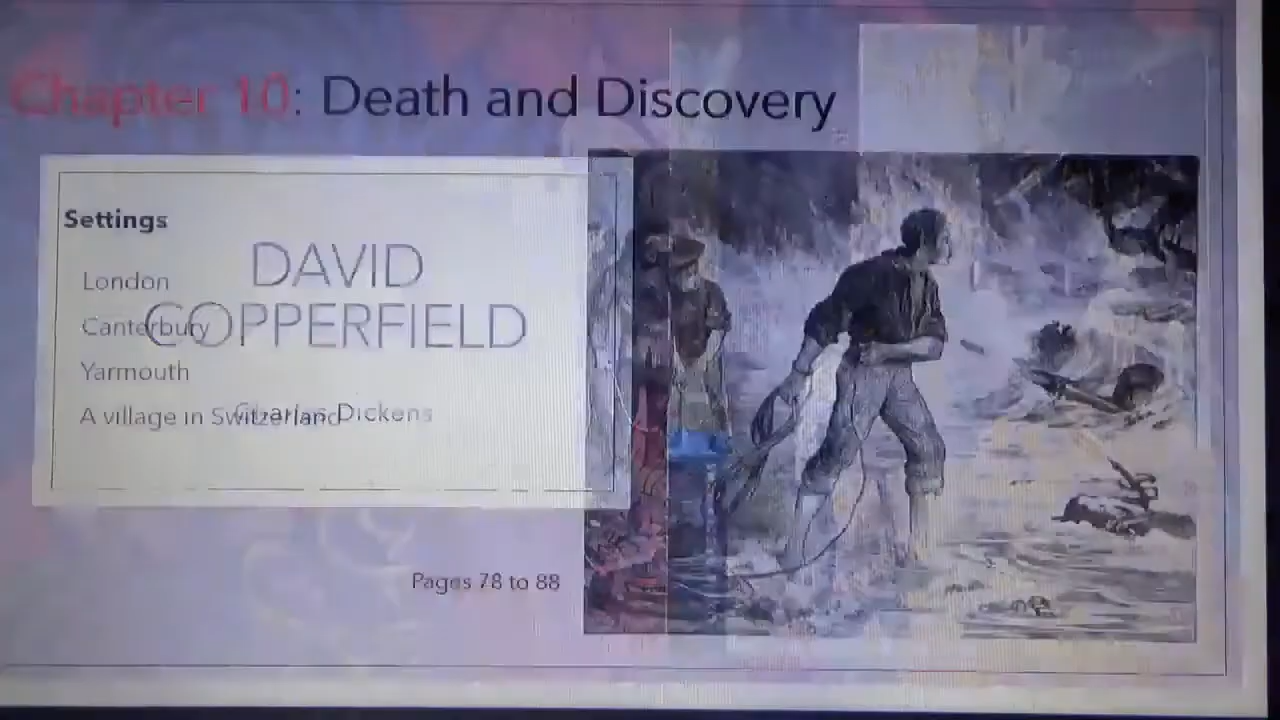 Chapter 10: Death and Discovery
Settings
London
Canterbury
Yarmouth
A village in Switzerland
DAVID
COPPERFIELD
Charles Dickens
Pages 78 to 88